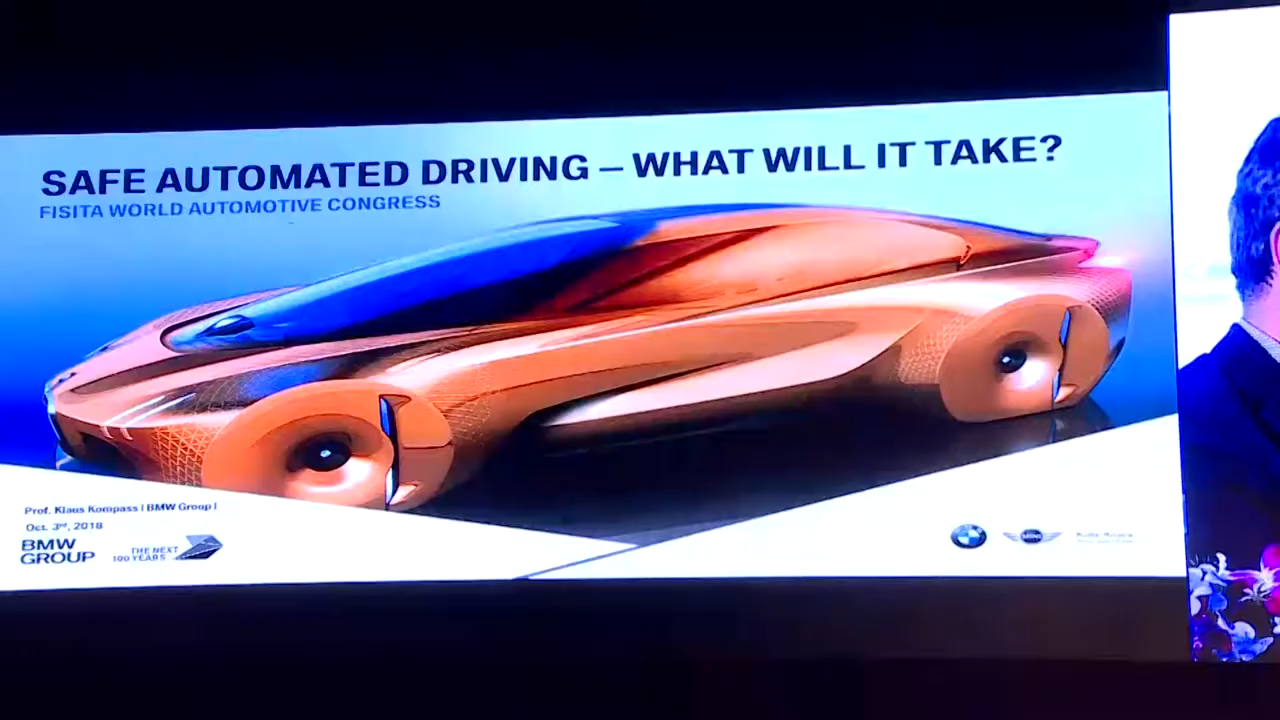 SAFE AUTOMATED DRIVING – WHAT WILL IT TAKE?
FISITA WORLD AUTOMOTIVE CONGRESS
Prof. Klaus Kompass | BMW Group |
Oct. 3rd, 2018
BMW
GROUP
THE NEXT
100 YEARS
MINI